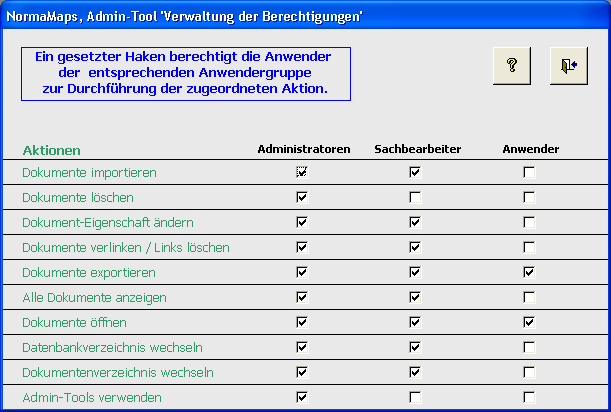 NormaMaps, Admin-Tool 'Verwaltung der Berechtigungen'
Ein gesetzter Haken berechtigt die Anwender
der entsprechenden Anwendergruppe
zur Durchführung der zugeordneten Aktion.
?
Aktionen Administratoren Sachbearbeiter Anwender
Dokumente importieren
Dokumente löschen
Dokument-Eigenschaft ändern
Dokumente verlinken / Links löschen
Dokumente exportieren
Alle Dokumente anzeigen
Dokumente öffnen
Datenbankverzeichnis wechseln
Dokumentenverzeichnis wechseln
Admin-Tools verwenden